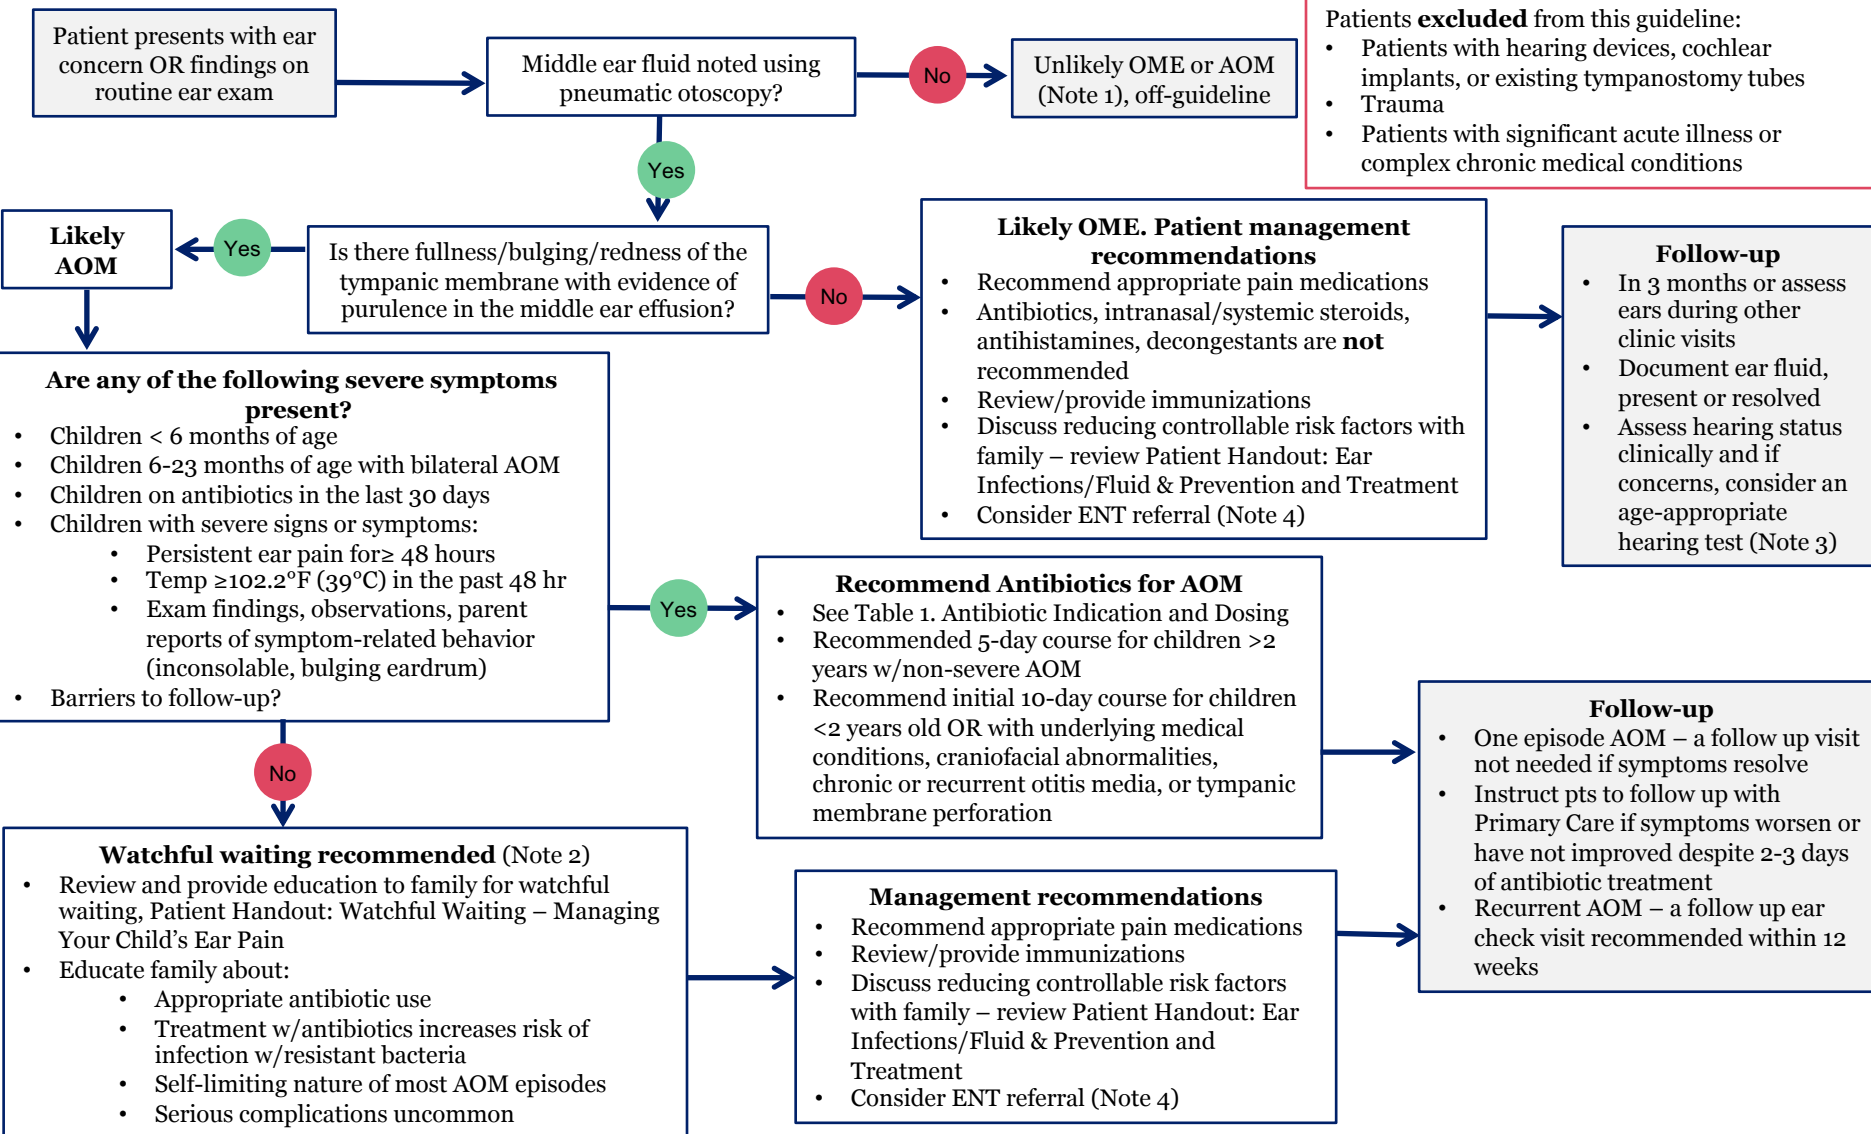 Patient presents with ear
concern OR findings on
routine ear exam
Middle ear fluid noted using
pneumatic otoscopy?
No
Unlikely OME or AOM
(Note 1), off-guideline
Patients excluded from this guideline:
• Patients with hearing devices, cochlear
implants, or existing tympanostomy tubes
• Trauma
• Patients with significant acute illness or
complex chronic medical conditions
Yes
Likely
AOM
Yes
Is there fullness/bulging/redness of the
tympanic membrane with evidence of
purulence in the middle ear effusion?
No
Likely OME. Patient management
recommendations
• Recommend appropriate pain medications
• Antibiotics, intranasal/systemic steroids,
antihistamines, decongestants are not
recommended
• Review/provide immunizations
• Discuss reducing controllable risk factors with
family – review Patient Handout: Ear
Infections/Fluid & Prevention and Treatment
• Consider ENT referral (Note 4)
Follow-up
• In 3 months or assess
ears during other
clinic visits
• Document ear fluid,
present or resolved
• Assess hearing status
clinically and if
concerns, consider an
age-appropriate
hearing test (Note 3)
Are any of the following severe symptoms
present?
• Children < 6 months of age
• Children 6-23 months of age with bilateral AOM
• Children on antibiotics in the last 30 days
• Children with severe signs or symptoms:
• Persistent ear pain for≥ 48 hours
• Temp ≥102.2°F (39°C) in the past 48 hr
• Exam findings, observations, parent
reports of symptom-related behavior
(inconsolable, bulging eardrum)
• Barriers to follow-up?
Yes
Recommend Antibiotics for AOM
• See Table 1. Antibiotic Indication and Dosing
• Recommended 5-day course for children >2
years w/non-severe AOM
• Recommend initial 10-day course for children
<2 years old OR with underlying medical
conditions, craniofacial abnormalities,
chronic or recurrent otitis media, or tympanic
membrane perforation
Follow-up
• One episode AOM – a follow up visit
not needed if symptoms resolve
• Instruct pts to follow up with
Primary Care if symptoms worsen or
have not improved despite 2-3 days
of antibiotic treatment
• Recurrent AOM – a follow up ear
check visit recommended within 12
weeks
No
Watchful waiting recommended (Note 2)
• Review and provide education to family for watchful
waiting, Patient Handout: Watchful Waiting – Managing
Your Child's Ear Pain
• Educate family about:
• Appropriate antibiotic use
• Treatment w/antibiotics increases risk of
infection w/resistant bacteria
• Self-limiting nature of most AOM episodes
• Serious complications uncommon
Management recommendations
• Recommend appropriate pain medications
• Review/provide immunizations
• Discuss reducing controllable risk factors
with family – review Patient Handout: Ear
Infections/Fluid & Prevention and
Treatment
• Consider ENT referral (Note 4)